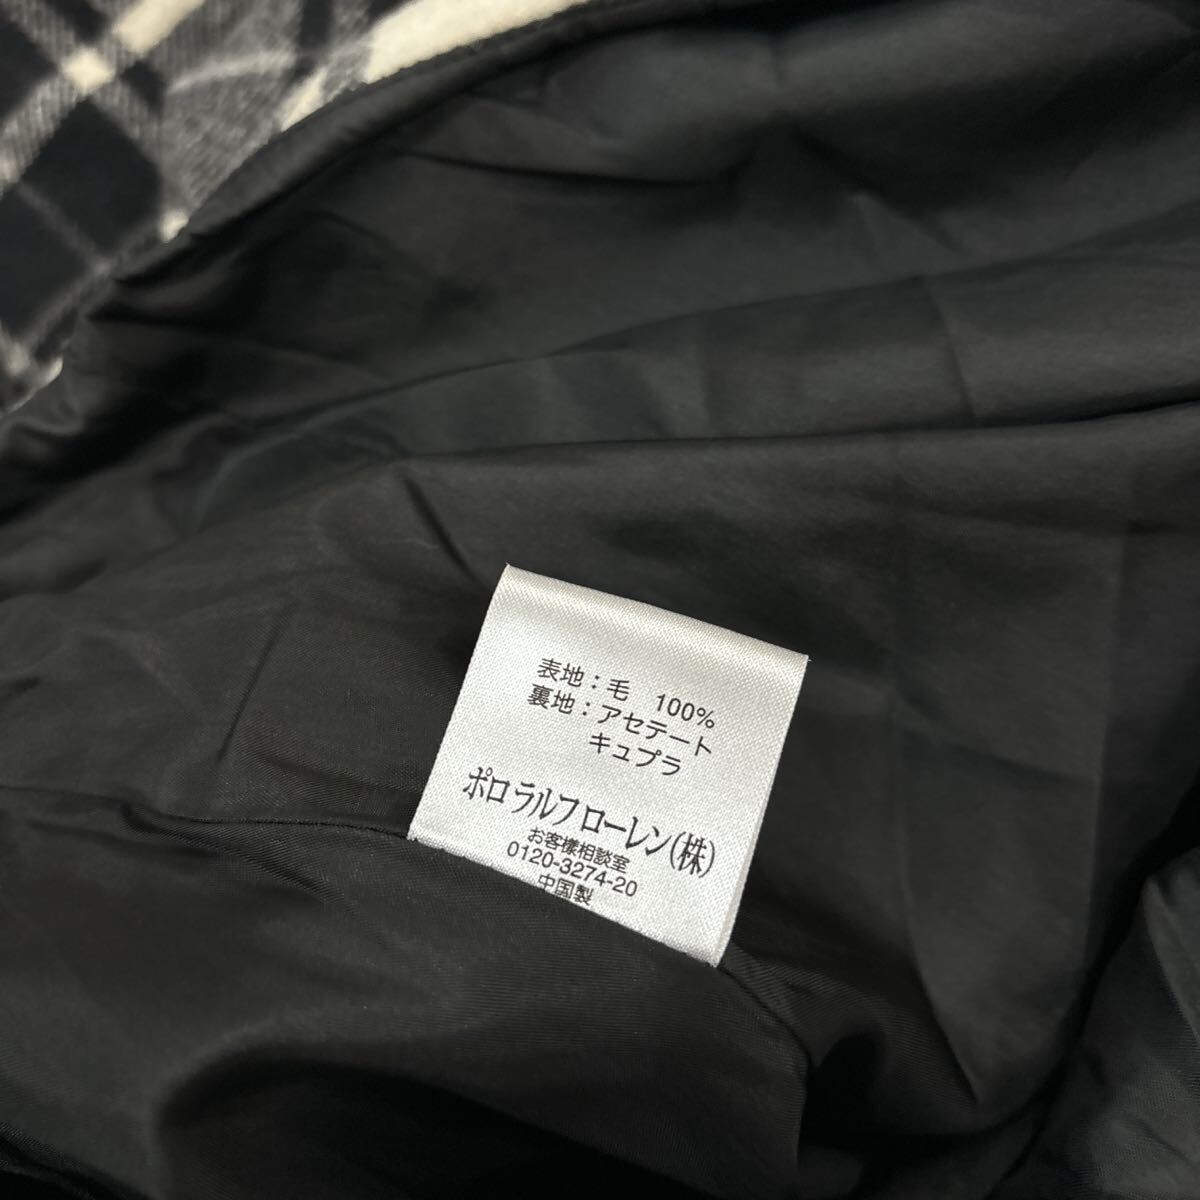 表地：毛　100%
裏地：アセテート
キュプラ
ポロ ラルフローレン(株)
お客様相談室
0120-3274-20
中国製